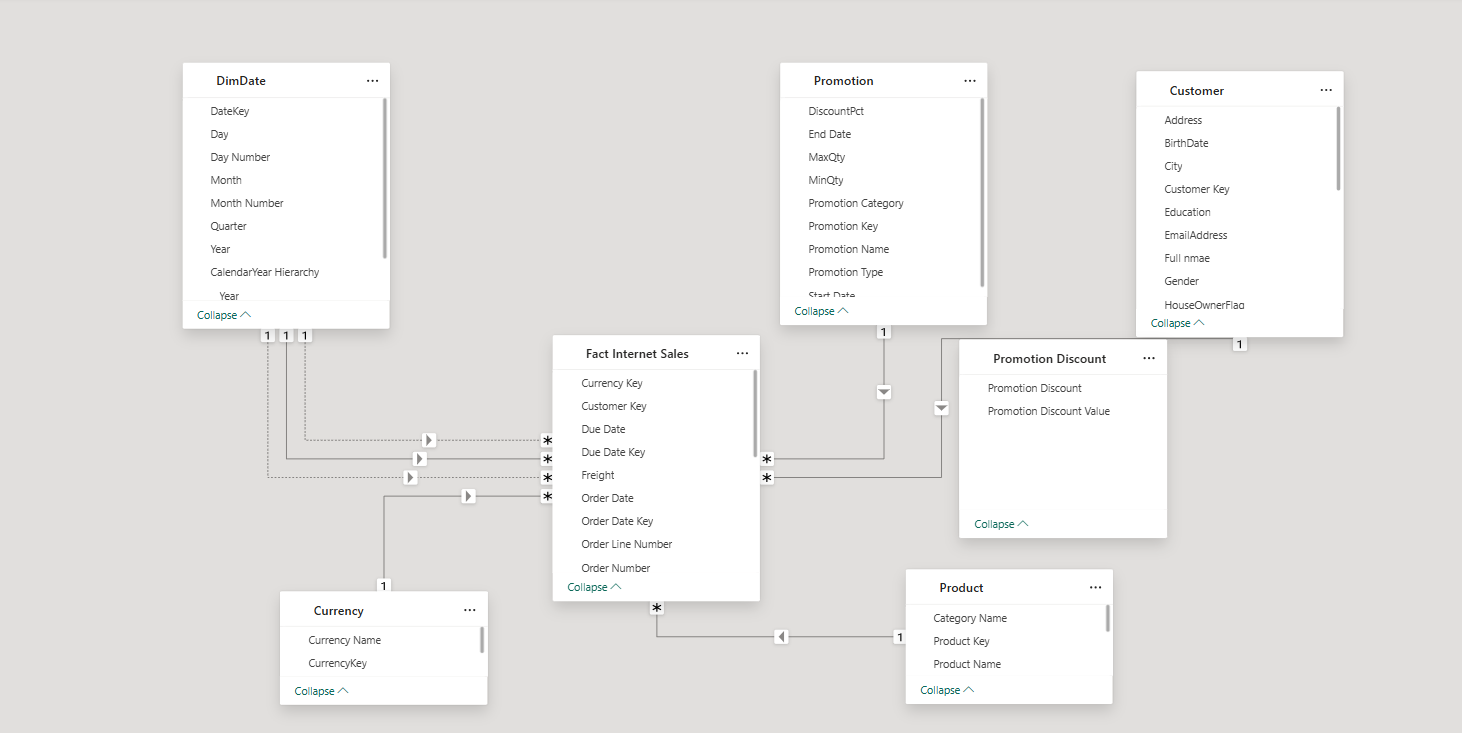 DimDate
...
DateKey
Day
Day Number
Month
Month Number
Quarter
Year
CalendarYear Hierarchy
Year
Collapse
1 1 1
Promotion
...
DiscountPct
End Date
MaxQty
MinQty
Promotion Category
Promotion Key
Promotion Name
Promotion Type
Start Date
Collapse
1
Customer
...
Address
BirthDate
City
Customer Key
Education
EmailAddress
Full nmae
Gender
HouseOwnerFlag
Collapse
1
Fact Internet Sales
...
Currency Key
Customer Key
Due Date
Due Date Key
Freight
Order Date
Order Date Key
Order Line Number
Order Number
Collapse
*
*
*
*
*
*
*
Promotion Discount
...
Promotion Discount
Promotion Discount Value
Collapse
1
Currency
...
Currency Name
CurrencyKey
Collapse
1
Product
...
Category Name
Product Key
Product Name
Collapse